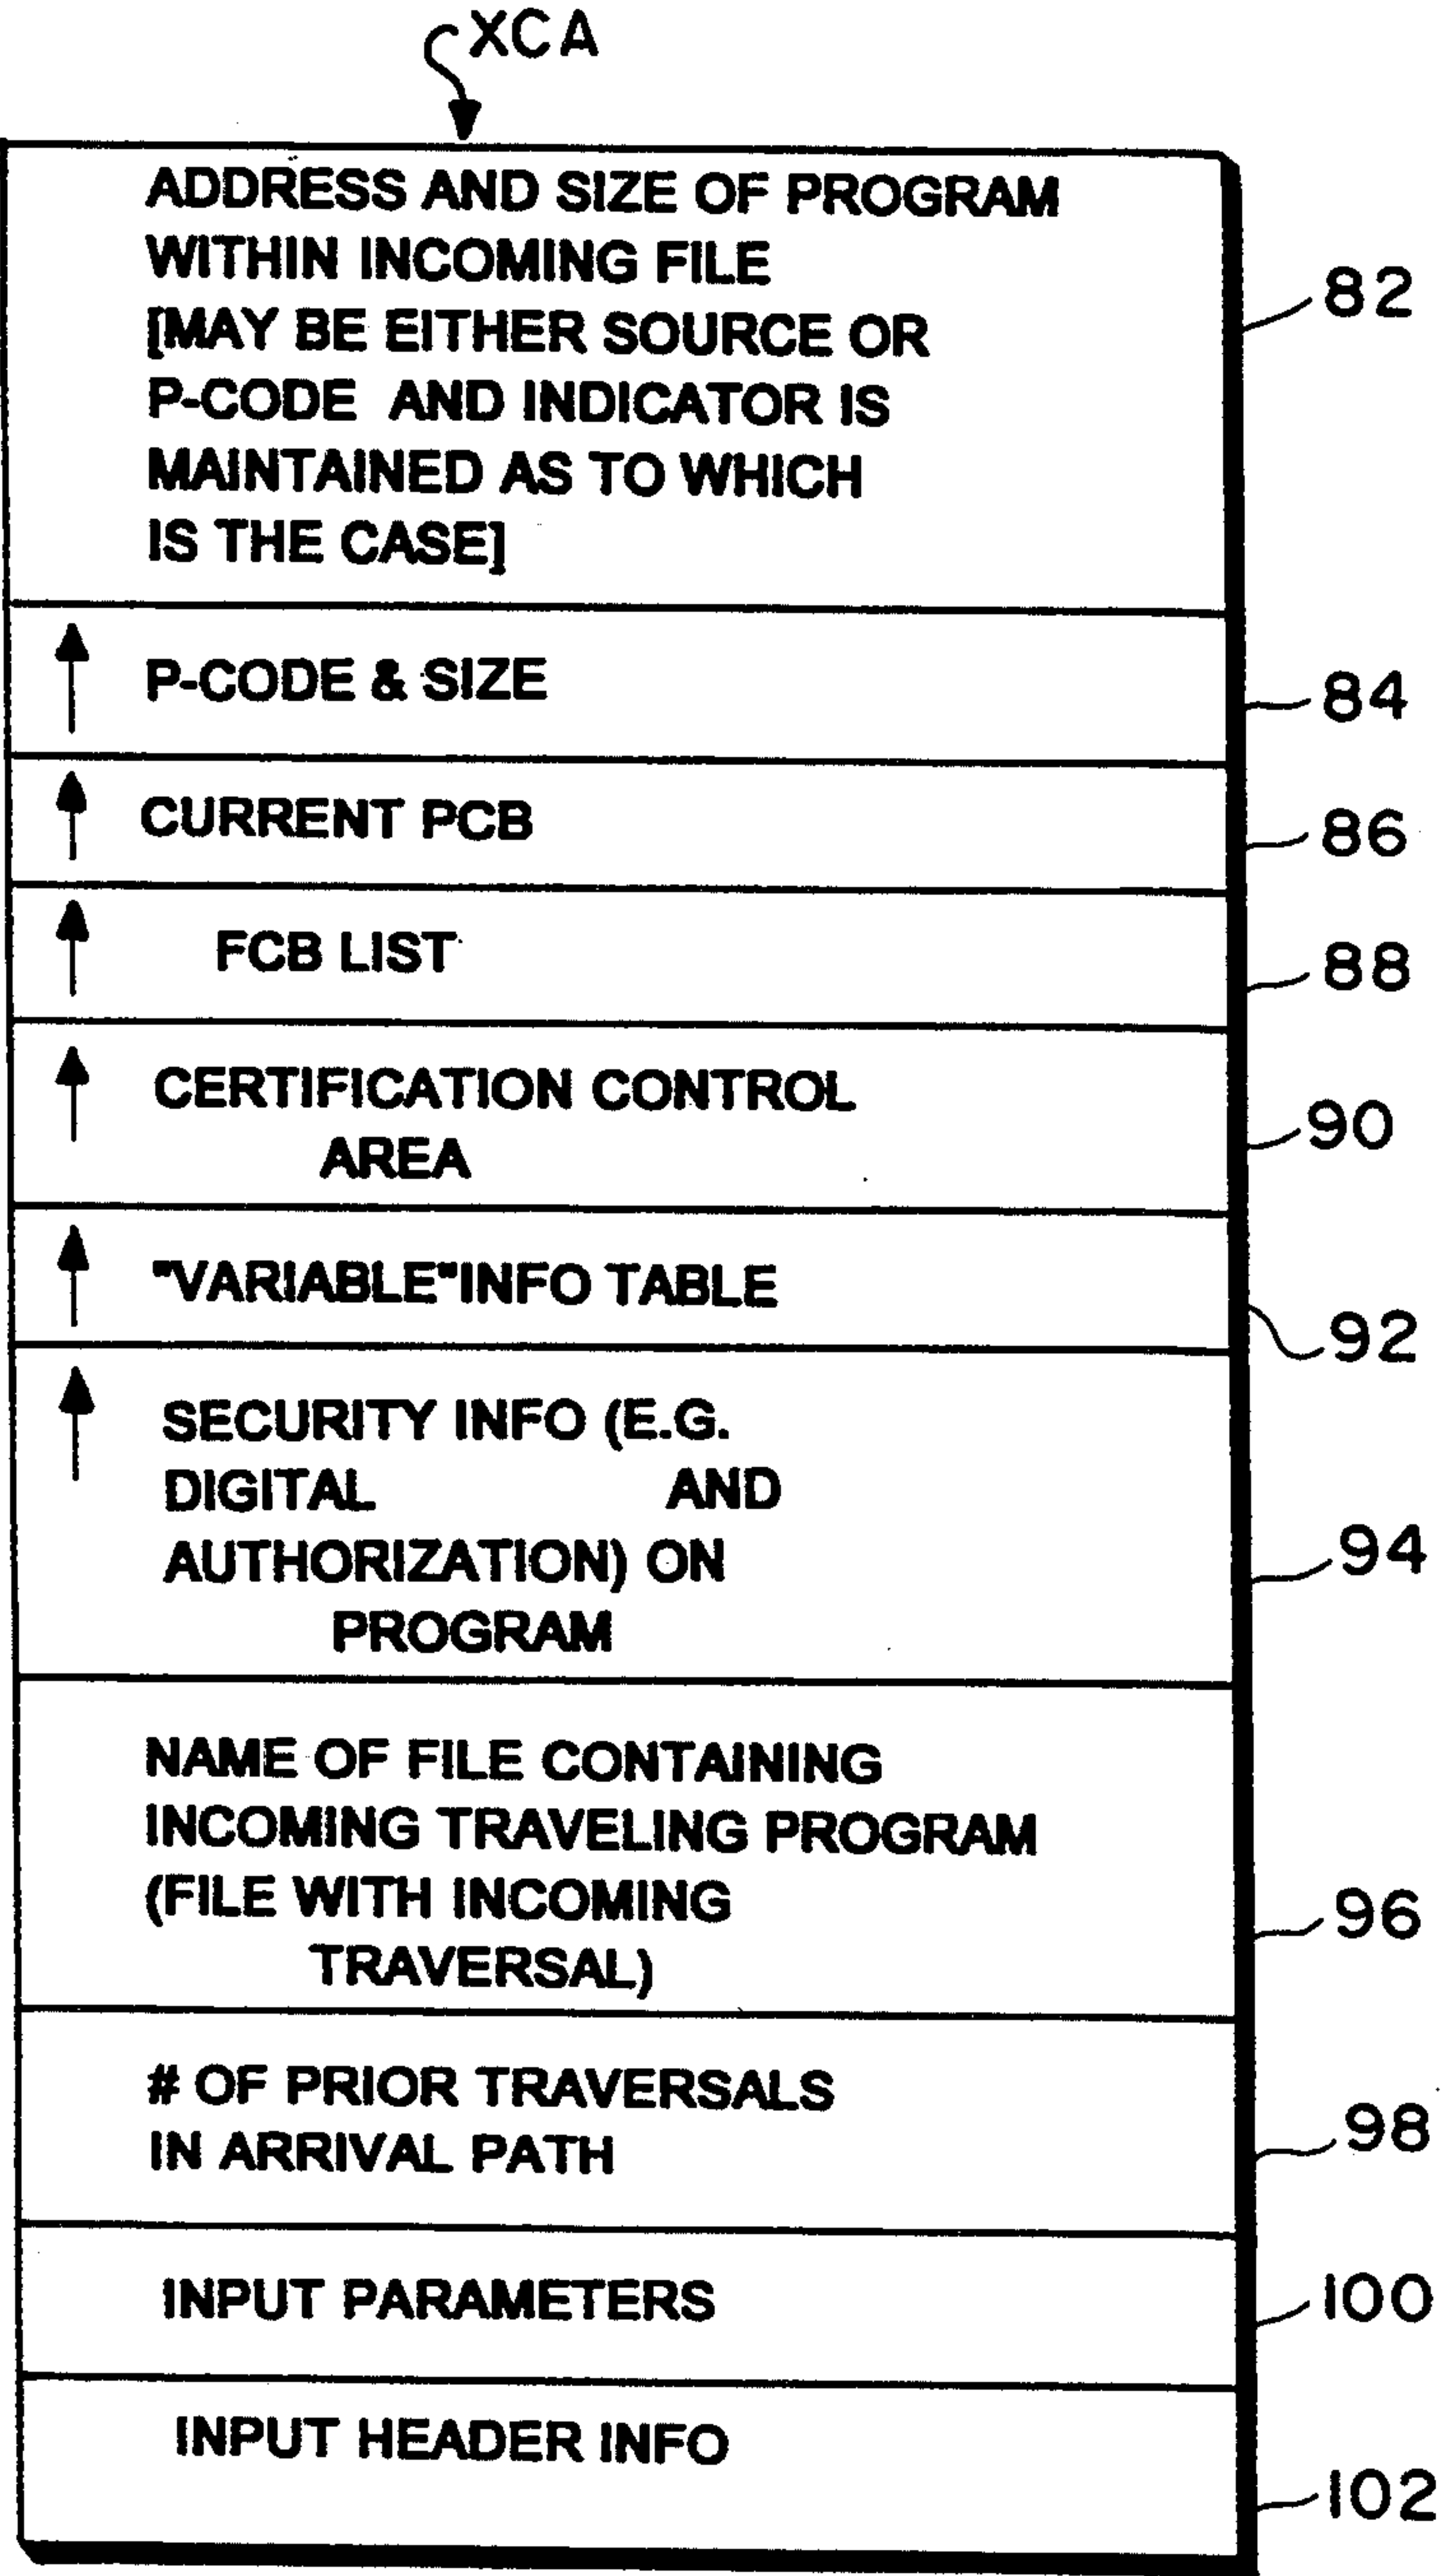 XCA
ADDRESS AND SIZE OF PROGRAM
WITHIN INCOMING FILE
[MAY BE EITHER SOURCE OR
P-CODE AND INDICATOR IS
MAINTAINED AS TO WHICH
IS THE CASE]
82
P-CODE & SIZE
84
CURRENT PCB
86
FCB LIST
88
CERTIFICATION CONTROL
AREA
90
"VARIABLE"INFO TABLE
92
SECURITY INFO (E.G.
DIGITAL AND
AUTHORIZATION) ON
PROGRAM
94
NAME OF FILE CONTAINING
INCOMING TRAVELING PROGRAM
(FILE WITH INCOMING
TRAVERSAL)
96
# OF PRIOR TRAVERSALS
IN ARRIVAL PATH
98
INPUT PARAMETERS
100
INPUT HEADER INFO
102